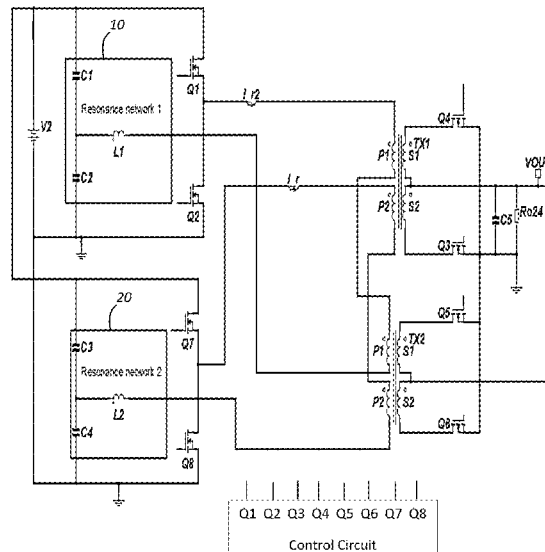 10
C1
Q1
I_r2
V2
Resonance network 1
L1
C2
Q2
Q4
P1
S1
TX1
VOU
I_r
P2
S2
C5
Ro24
Q3
20
C3
Q7
Q5
P1
S1
TX2
Resonance network 2
L2
P2
S2
C4
Q8
Q6
Q1 Q2 Q3 Q4 Q5 Q6 Q7 Q8
Control Circuit